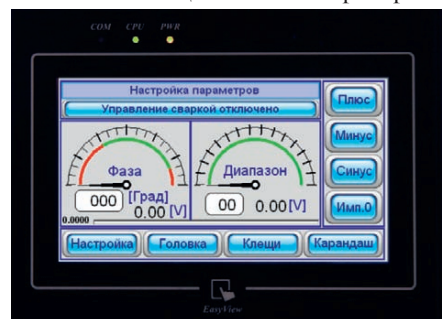 COM CPU PWR
Настройка параметров
Управление сваркой отключено
Плюс
Минус
Синус
Имп.0
Фаза
000 [Град]
0.00 [V]
0.0000
Диапазон
00 0.00 [V]
Настройка Головка Клещи Карандаш
EasyView